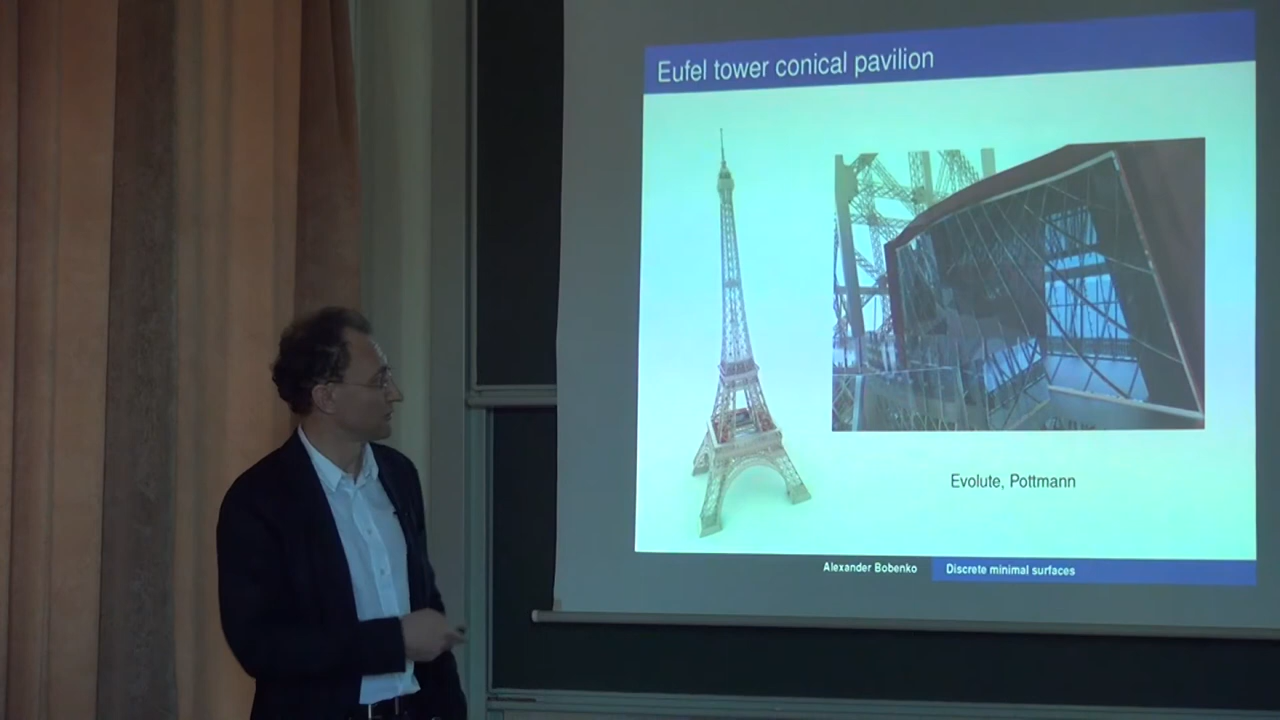 Eufel tower conical pavilion
Evolute, Pottmann
Alexander Bobenko
Discrete minimal surfaces